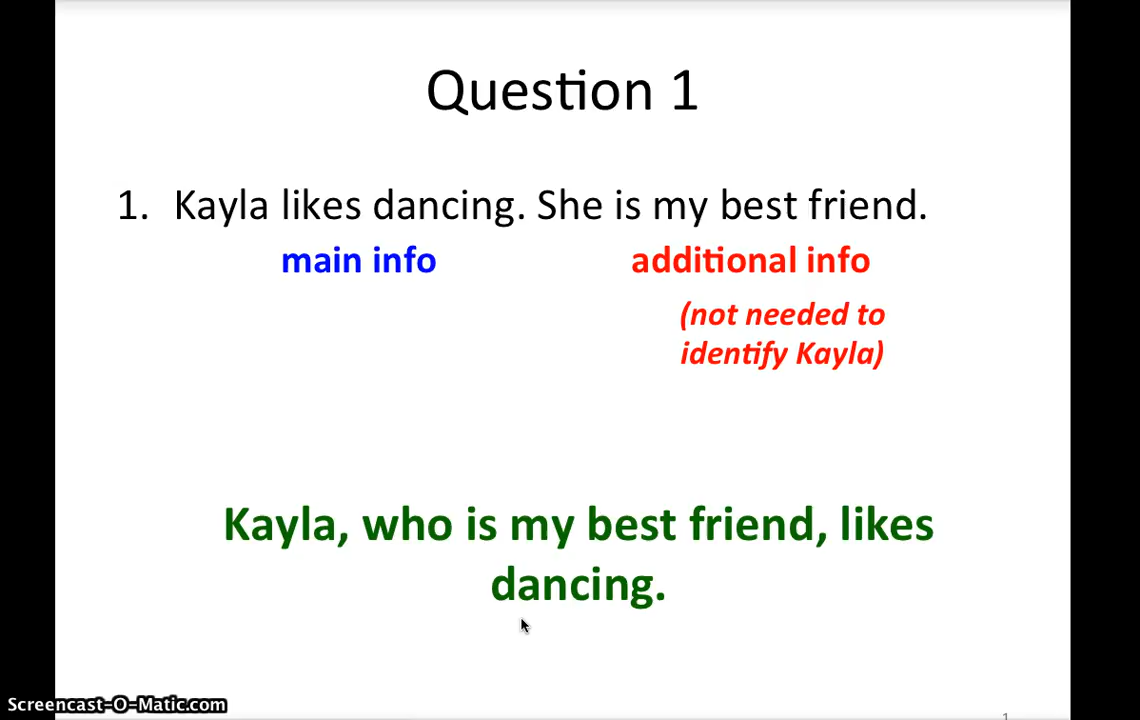 Question 1
1. Kayla likes dancing. She is my best friend.
main info additional info
(not needed to
identify Kayla)
Kayla, who is my best friend, likes
dancing.
Screencast-O-Matic.com
1